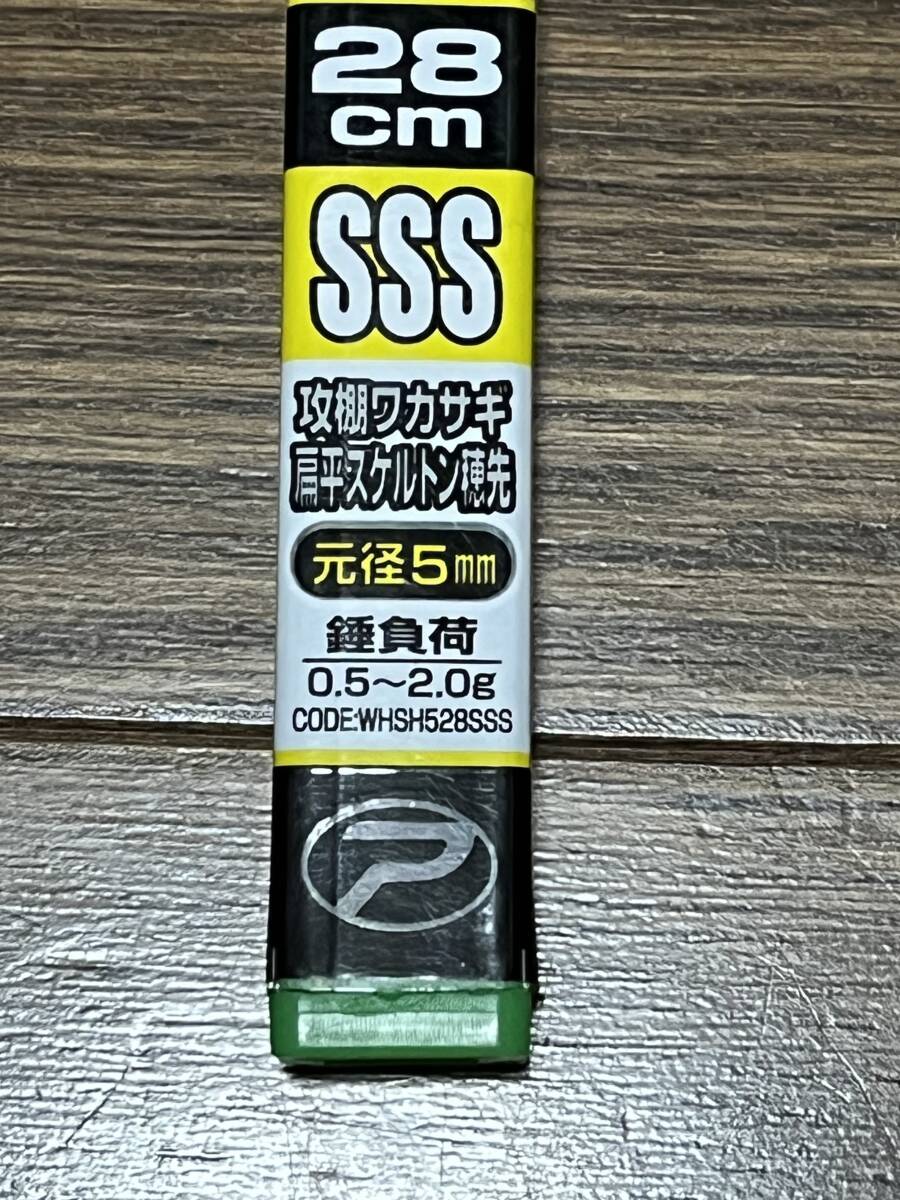 28
cm
SSS
攻棚ワカサギ
扁平スケルトン穂先
元径5mm
錘負荷
0.5〜2.0g
CODE:WHSH528SSS
P